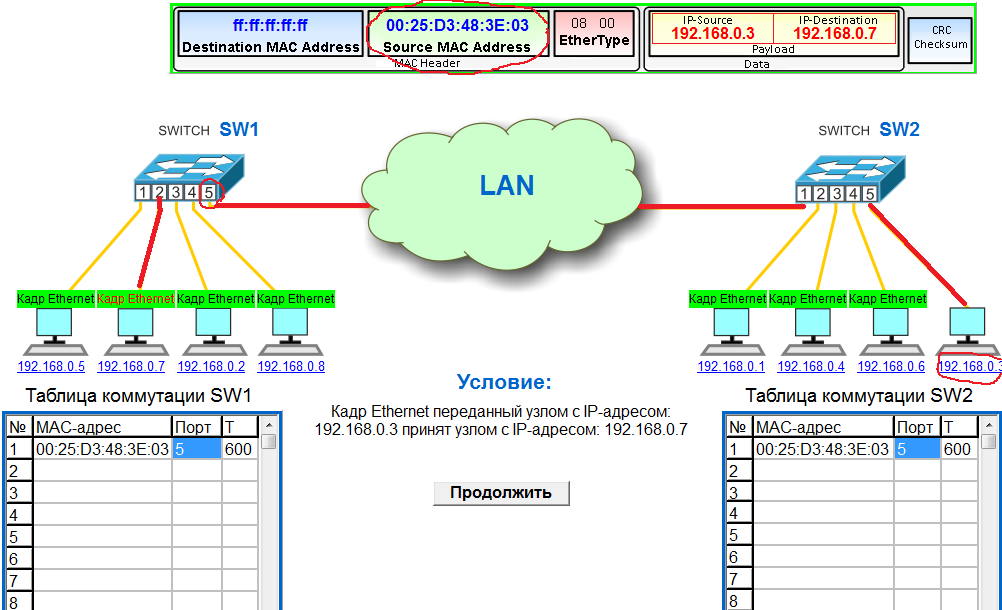 ff:ff:ff:ff:ff
Destination MAC Address
00:25:D3:48:3E:03
Source MAC Address
MAC Header
08 00
EtherType
IP-Source
192.168.0.3
IP-Destination
192.168.0.7
Payload
Data
CRC
Checksum
SWITCH SW1
SWITCH SW2
LAN
1 2 3 4 5
1 2 3 4 5
Кадр Ethernet Кадр Ethernet Кадр Ethernet Кадр Ethernet
Кадр Ethernet Кадр Ethernet Кадр Ethernet
192.168.0.5 192.168.0.7 192.168.0.2 192.168.0.8
192.168.0.1 192.168.0.4 192.168.0.6 192.168.0.3
Условие:
Кадр Ethernet переданный узлом с IP-адресом:
192.168.0.3 принят узлом с IP-адресом: 192.168.0.7
Продолжить
Таблица коммутации SW1
№ MAC-адрес Порт T
1 00:25:D3:48:3E:03 5 600
2
3
4
5
6
7
8
Таблица коммутации SW2
№ MAC-адрес Порт T
1 00:25:D3:48:3E:03 5 600
2
3
4
5
6
7
8